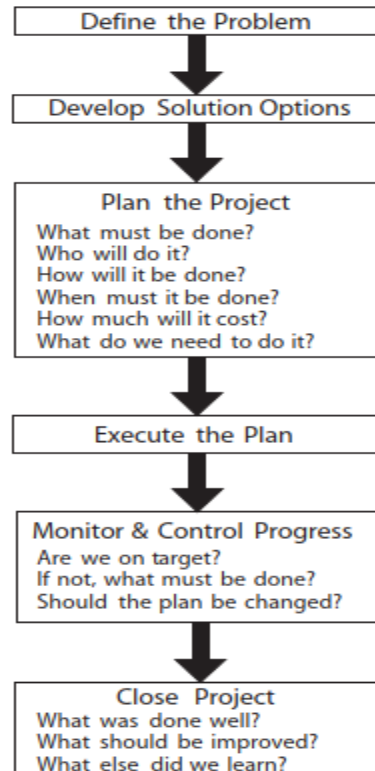 Define the Problem
Develop Solution Options
Plan the Project
What must be done?
Who will do it?
How will it be done?
When must it be done?
How much will it cost?
What do we need to do it?
Execute the Plan
Monitor & Control Progress
Are we on target?
If not, what must be done?
Should the plan be changed?
Close Project
What was done well?
What should be improved?
What else did we learn?